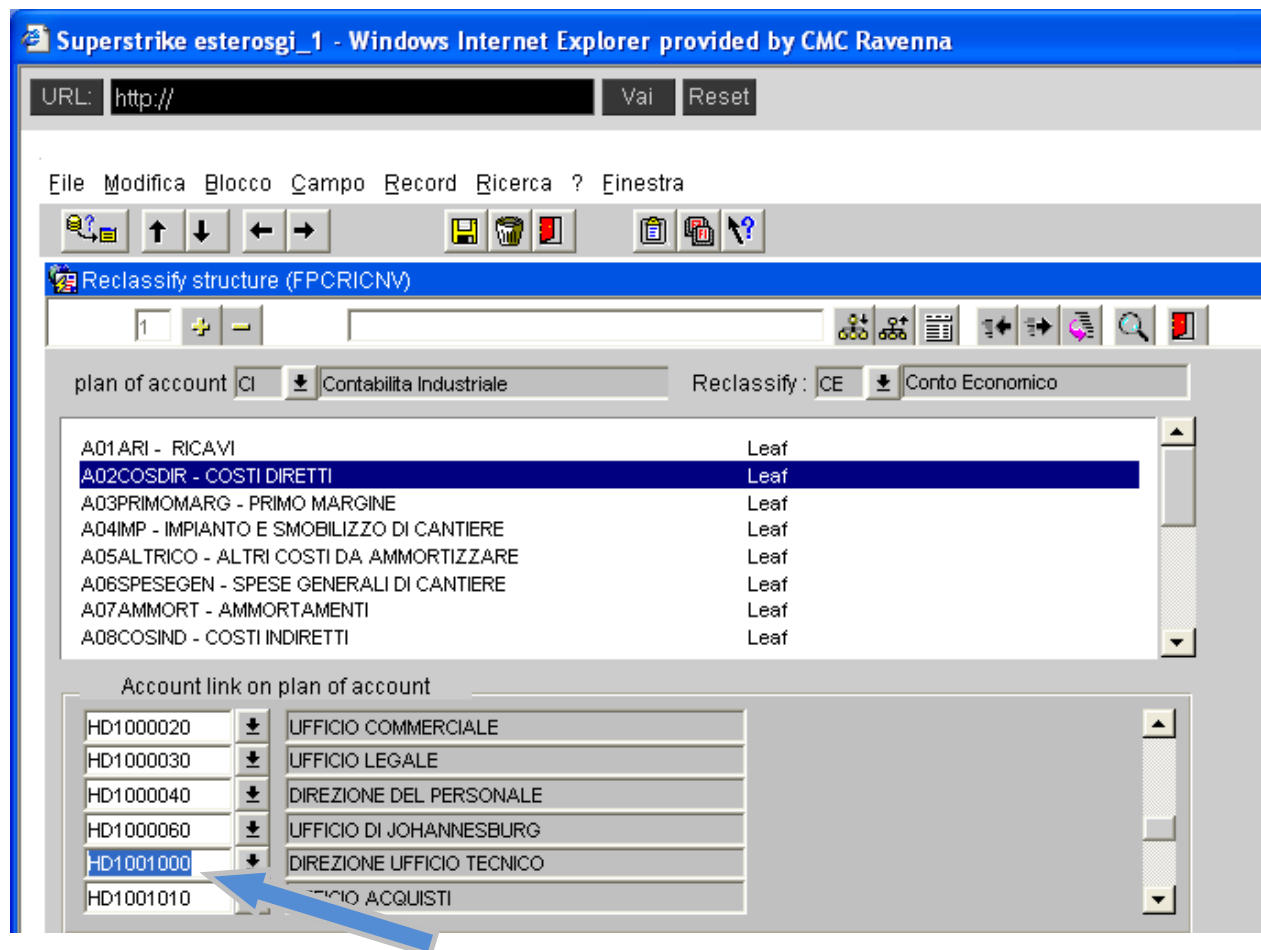 Superstrike esterosgi_1 - Windows Internet Explorer provided by CMC Ravenna
URL: http:// Vai Reset
File Modifica Blocco Campo Record Ricerca ? Finestra
Reclassify structure (FPCRICNV)
1
plan of account CI Contabilita Industriale Reclassify : CE Conto Economico
A01ARI - RICAVI Leaf
A02COSDIR - COSTI DIRETTI Leaf
A03PRIMOMARG - PRIMO MARGINE Leaf
A04IMP - IMPIANTO E SMOBILIZZO DI CANTIERE Leaf
A05ALTRICO - ALTRI COSTI DA AMMORTIZZARE Leaf
A06SPESEGEN - SPESE GENERALI DI CANTIERE Leaf
A07AMMORT - AMMORTAMENTI Leaf
A08COSIND - COSTI INDIRETTI Leaf
Account link on plan of account
HD1000020 UFFICIO COMMERCIALE
HD1000030 UFFICIO LEGALE
HD1000040 DIREZIONE DEL PERSONALE
HD1000060 UFFICIO DI JOHANNESBURG
HD1001000 DIREZIONE UFFICIO TECNICO
HD1001010 ACQUISTI